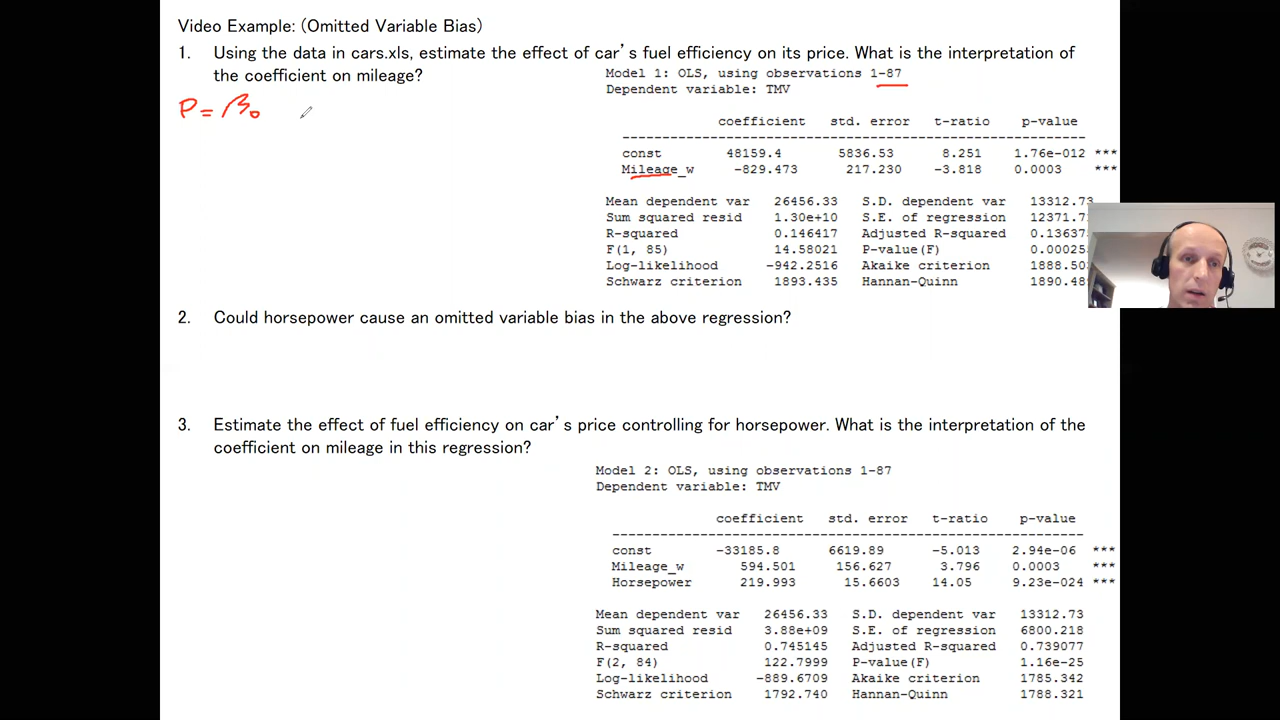 Video Example: (Omitted Variable Bias)
1. Using the data in cars.xls, estimate the effect of car's fuel efficiency on its price. What is the interpretation of
the coefficient on mileage?
P = β₀
Model 1: OLS, using observations 1-87
Dependent variable: TMV
coefficient std. error t-ratio p-value
const 48159.4 5836.53 8.251 1.76e-012 ***
Mileage_w -829.473 217.230 -3.818 0.0003 ***
Mean dependent var 26456.33 S.D. dependent var 13312.73
Sum squared resid 1.30e+10 S.E. of regression 12371.7
R-squared 0.146417 Adjusted R-squared 0.136375
F(1, 85) 14.58021 P-value(F) 0.00025
Log-likelihood -942.2516 Akaike criterion 1888.50
Schwarz criterion 1893.435 Hannan-Quinn 1890.48
2. Could horsepower cause an omitted variable bias in the above regression?
3. Estimate the effect of fuel efficiency on car's price controlling for horsepower. What is the interpretation of the
coefficient on mileage in this regression?
Model 2: OLS, using observations 1-87
Dependent variable: TMV
coefficient std. error t-ratio p-value
const -33185.8 6619.89 -5.013 2.94e-06 ***
Mileage_w 594.501 156.627 3.796 0.0003 ***
Horsepower 219.993 15.6603 14.05 9.23e-024 ***
Mean dependent var 26456.33 S.D. dependent var 13312.73
Sum squared resid 3.88e+09 S.E. of regression 6800.218
R-squared 0.745145 Adjusted R-squared 0.739077
F(2, 84) 122.7999 P-value(F) 1.16e-25
Log-likelihood -889.6709 Akaike criterion 1785.342
Schwarz criterion 1792.740 Hannan-Quinn 1788.321